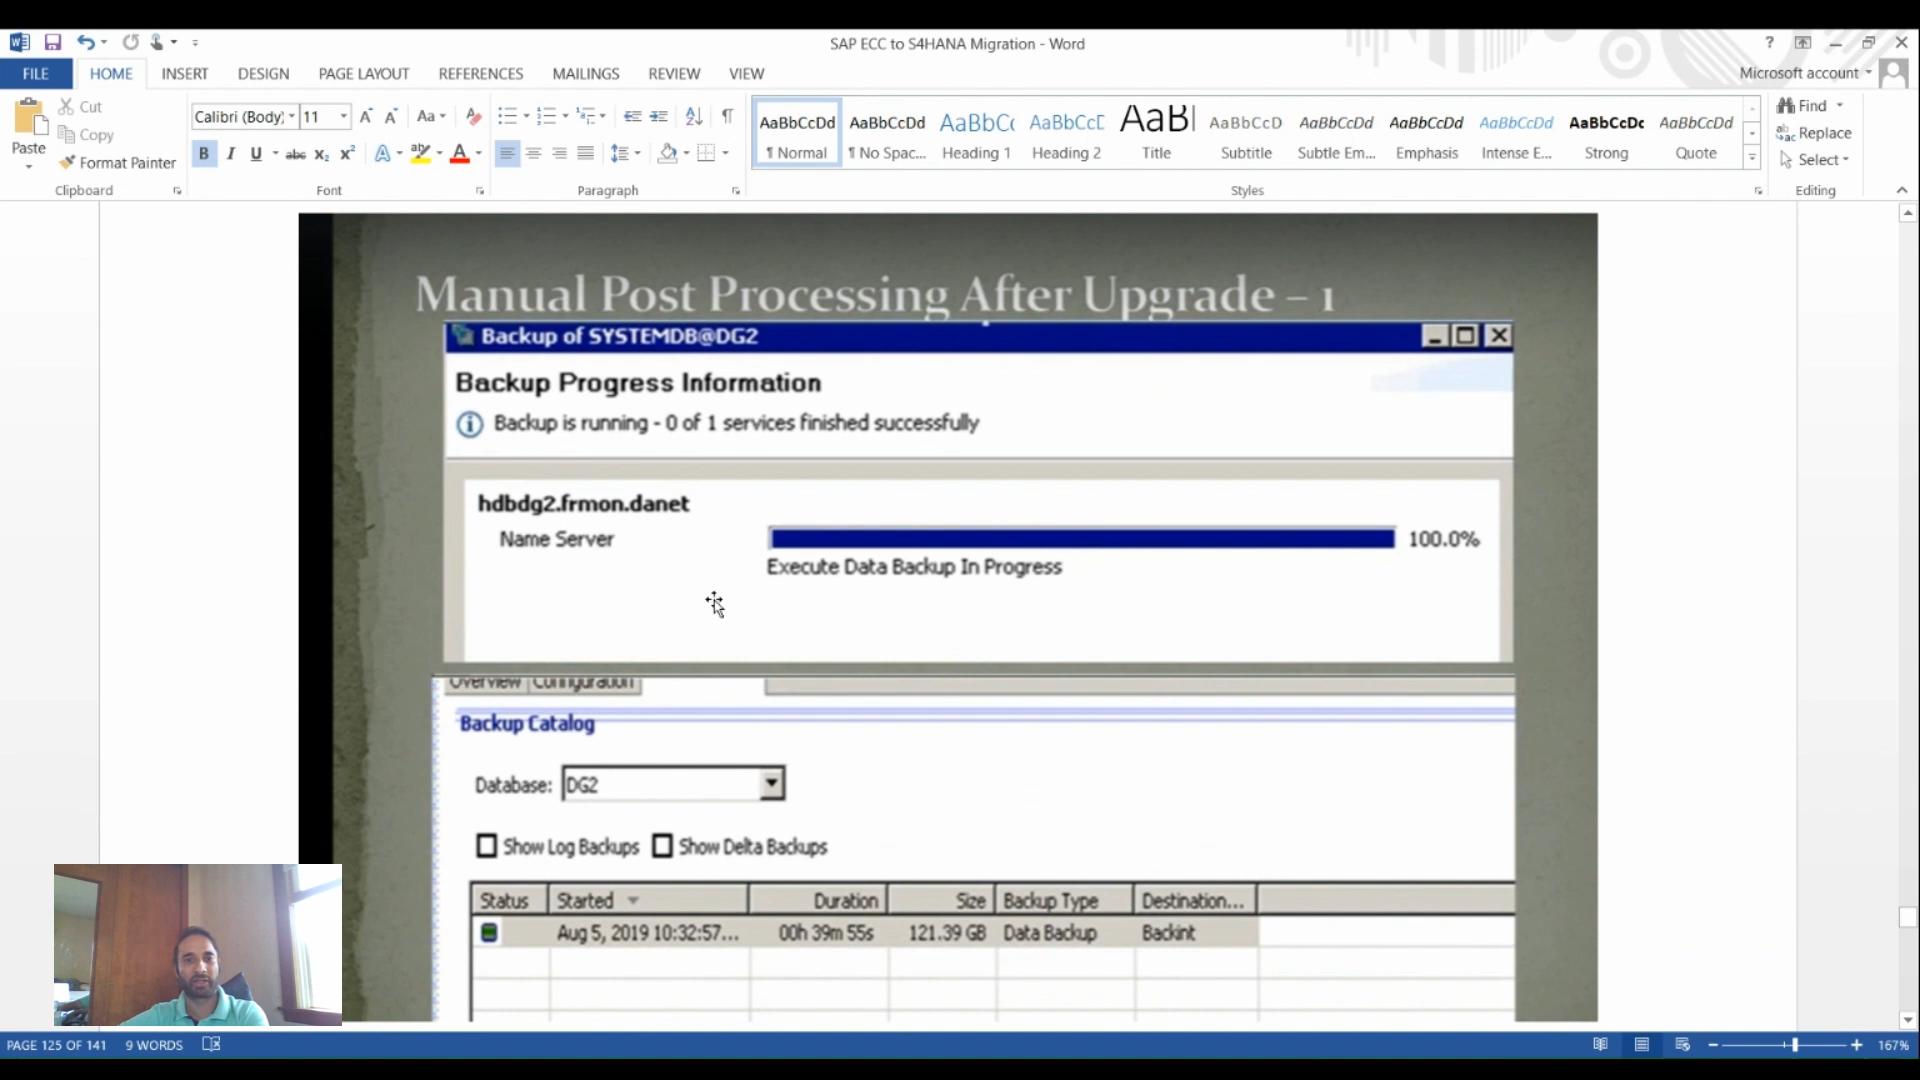 SAP ECC to S4HANA Migration - Word
?
Microsoft account
FILE HOME INSERT DESIGN PAGE LAYOUT REFERENCES MAILINGS REVIEW VIEW
Paste
Cut
Copy
Format Painter
Clipboard
Calibri (Body) 11
Font
Paragraph
AaBbCcDd AaBbCcDd AaBbCc AaBbCcD AaB AaBbCcD AaBbCcDd AaBbCcDd AaBbCcDd AaBbCcDc AaBbCcDd
¶ Normal ¶ No Spac... Heading 1 Heading 2 Title Subtitle Subtle Em... Emphasis Intense E... Strong Quote
Styles
Find
Replace
Select
Editing
Manual Post Processing After Upgrade – 1
Backup of SYSTEMDB@DG2
Backup Progress Information
Backup is running - 0 of 1 services finished successfully
hdbdg2.frmon.danet
Name Server 100.0%
Execute Data Backup In Progress
Overview Configuration
Backup Catalog
Database: DG2
Show Log Backups Show Delta Backups
Status Started Duration Size Backup Type Destination...
Aug 5, 2019 10:32:57... 00h 39m 55s 121.39 GB Data Backup Backint
PAGE 125 OF 141 9 WORDS 167%